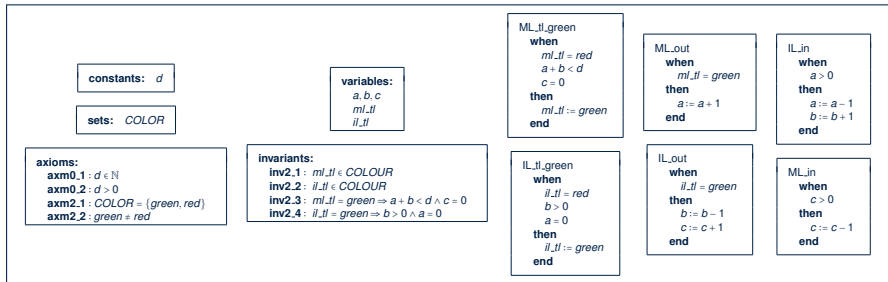 constants: d
sets: COLOR
axioms:
axm0_1 : d ∈ ℕ
axm0_2 : d > 0
axm2_1 : COLOR = {green, red}
axm2_2 : green ≠ red
variables:
a, b, c
ml_tl
il_tl
invariants:
inv2_1 : ml_tl ∈ COLOUR
inv2_2 : il_tl ∈ COLOUR
inv2_3 : ml_tl = green ⇒ a + b < d ∧ c = 0
inv2_4 : il_tl = green ⇒ b > 0 ∧ a = 0
ML_tl_green
when
ml_tl = red
a + b < d
c = 0
then
ml_tl := green
end
ML_out
when
ml_tl = green
then
a := a + 1
end
IL_in
when
a > 0
then
a := a − 1
b := b + 1
end
IL_tl_green
when
il_tl = red
b > 0
a = 0
then
il_tl := green
end
IL_out
when
il_tl = green
then
b := b − 1
c := c + 1
end
ML_in
when
c > 0
then
c := c − 1
end